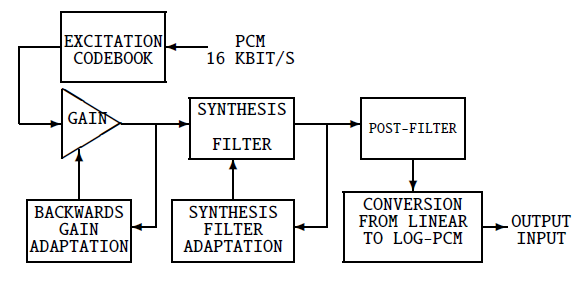 EXCITATION
CODEBOOK
PCM
16 KBIT/S
GAIN
SYNTHESIS
FILTER
POST-FILTER
BACKWARDS
GAIN
ADAPTATION
SYNTHESIS
FILTER
ADAPTATION
CONVERSION
FROM LINEAR
TO LOG-PCM
OUTPUT
INPUT